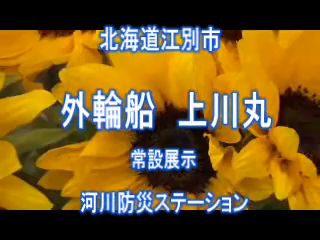 北海道江別市
外輪船　上川丸
常設展示
河川防災ステーション